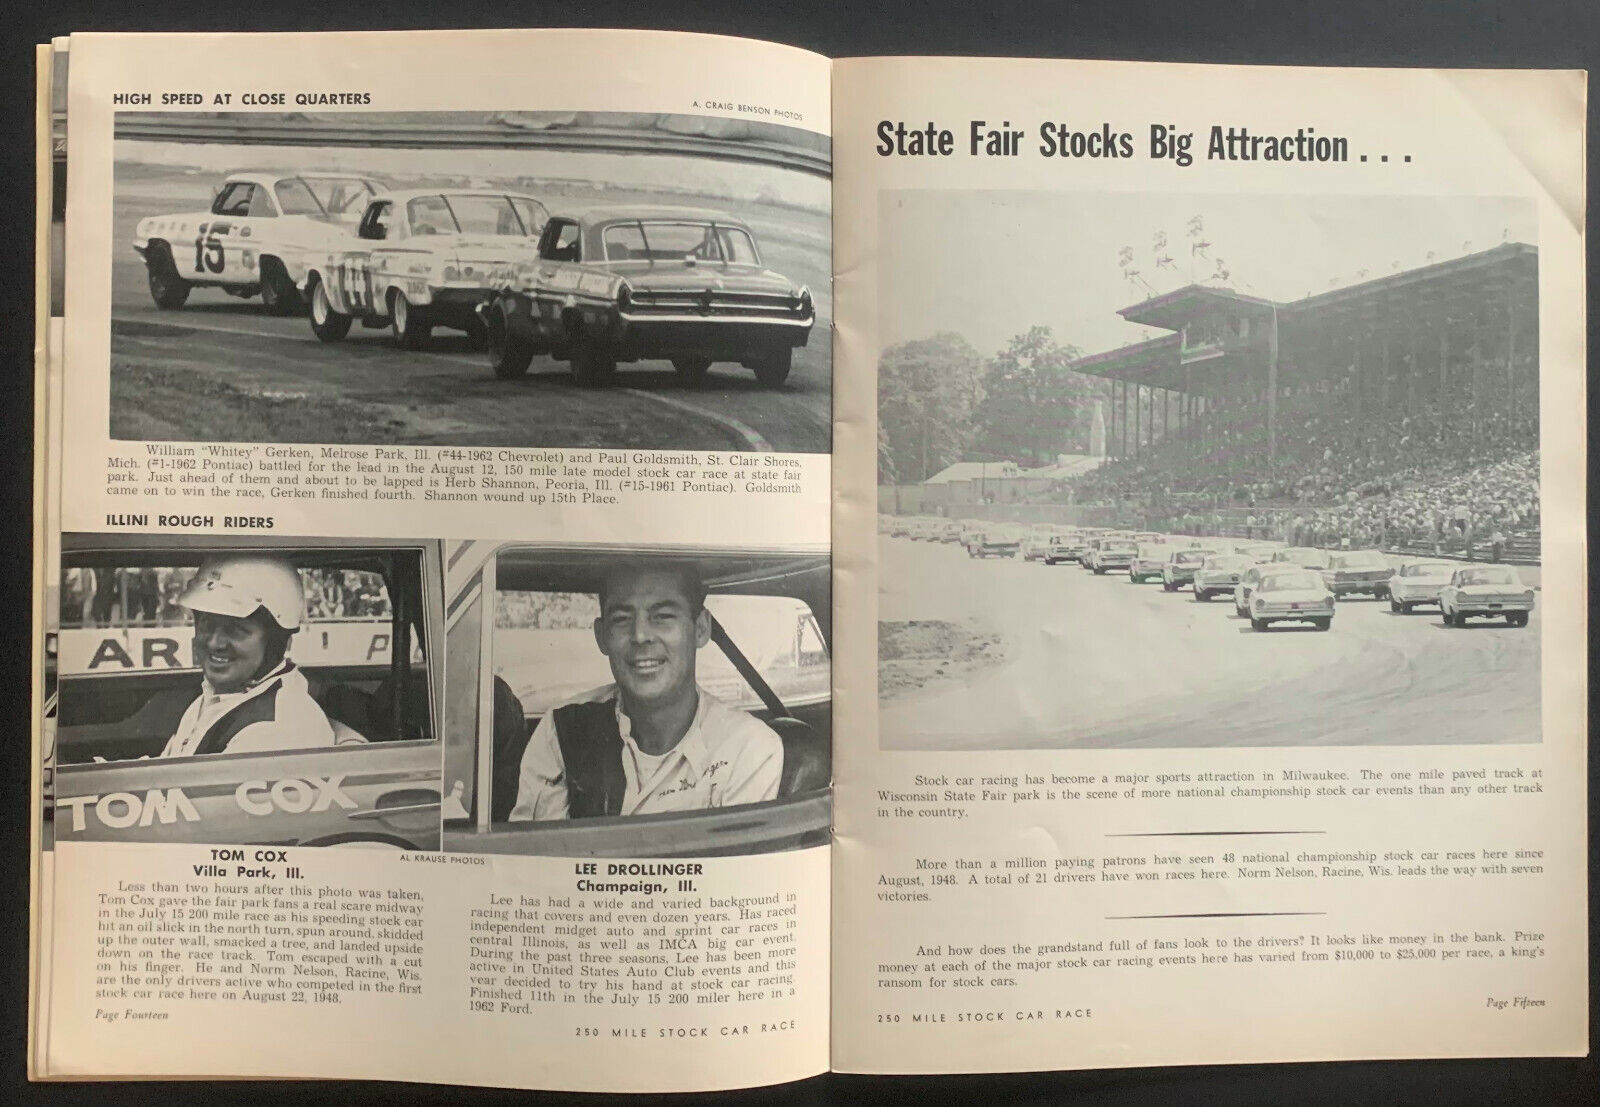 HIGH SPEED AT CLOSE QUARTERS
A. CRAIG BENSON PHOTOS
15
William "Whitey" Gerken, Melrose Park, Ill. (#44-1962 Chevrolet) and Paul Goldsmith, St. Clair Shores,
Mich. (#1-1962 Pontiac) battled for the lead in the August 12, 150 mile late model stock car race at state fair
park. Just ahead of them and about to be lapped is Herb Shannon, Peoria, Ill. (#15-1961 Pontiac). Goldsmith
came on to win the race, Gerken finished fourth. Shannon wound up 15th Place.
ILLINI ROUGH RIDERS
AR
P
TOM COX
TOM COX
Villa Park, Ill.
AL KRAUSE PHOTOS
Less than two hours after this photo was taken,
Tom Cox gave the fair park fans a real scare midway
in the July 15 200 mile race as his speeding stock car
hit an oil slick in the north turn, spun around, skidded
up the outer wall, smacked a tree, and landed upside
down on the race track. Tom escaped with a cut
on his finger. He and Norm Nelson, Racine, Wis.
are the only drivers active who competed in the first
stock car race here on August 22, 1948.
Page Fourteen
LEE DROLLINGER
Champaign, Ill.
Lee has had a wide and varied background in
racing that covers and even dozen years. Has raced
independent midget auto and sprint car races in
central Illinois, as well as IMCA big car event.
During the past three seasons, Lee has been more
active in United States Auto Club events and this
year decided to try his hand at stock car racing.
Finished 11th in the July 15 200 miler here in a
1962 Ford.
250 MILE STOCK CAR RACE
State Fair Stocks Big Attraction . . .
Stock car racing has become a major sports attraction in Milwaukee. The one mile paved track at
Wisconsin State Fair park is the scene of more national championship stock car events than any other track
in the country.
More than a million paying patrons have seen 48 national championship stock car races here since
August, 1948. A total of 21 drivers have won races here. Norm Nelson, Racine, Wis. leads the way with seven
victories.
And how does the grandstand full of fans look to the drivers? It looks like money in the bank. Prize
money at each of the major stock car racing events here has varied from $10,000 to $25,000 per race, a king's
ransom for stock cars.
Page Fifteen
250 MILE STOCK CAR RACE